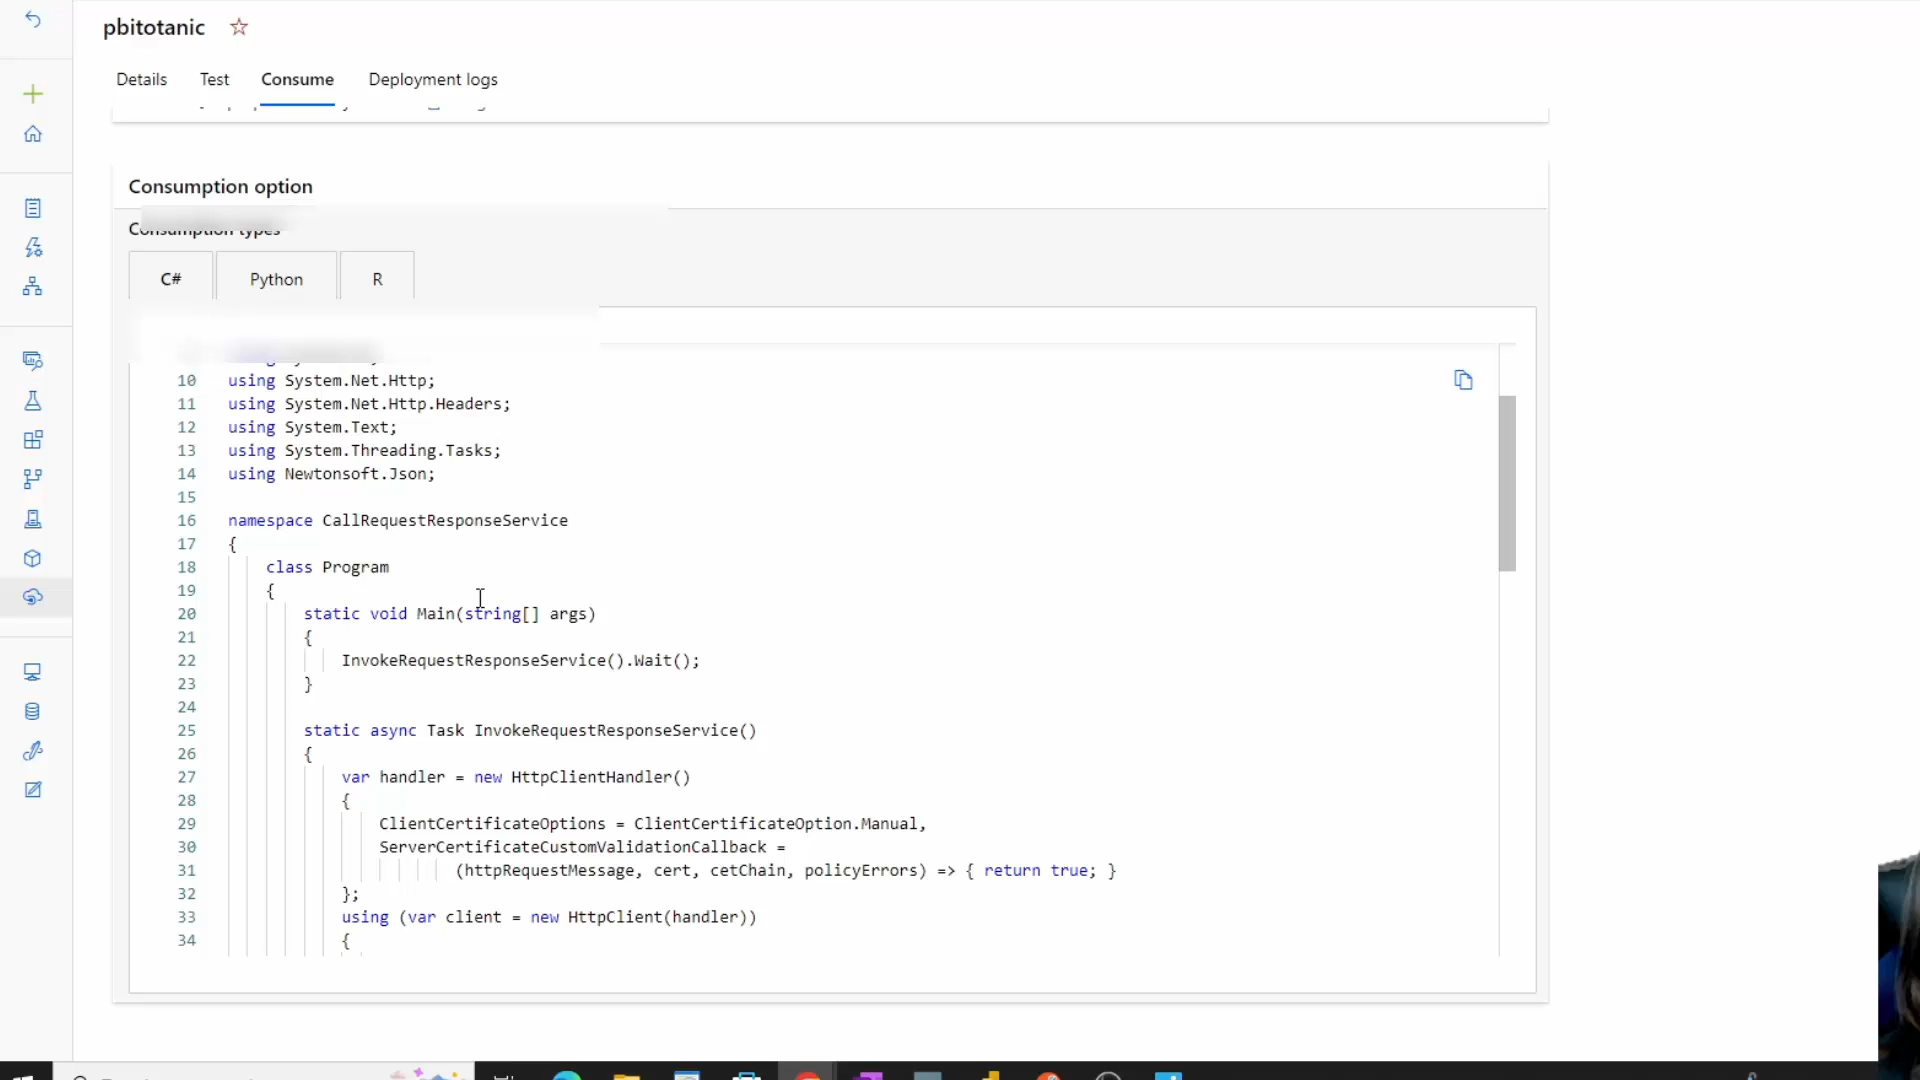 pbitotanic
Details Test Consume Deployment logs
Consumption option
Consumption types
C# Python R
10 using System.Net.Http;
11 using System.Net.Http.Headers;
12 using System.Text;
13 using System.Threading.Tasks;
14 using Newtonsoft.Json;
15
16 namespace CallRequestResponseService
17 {
18 class Program
19 {
20 static void Main(string[] args)
21 {
22 InvokeRequestResponseService().Wait();
23 }
24
25 static async Task InvokeRequestResponseService()
26 {
27 var handler = new HttpClientHandler()
28 {
29 ClientCertificateOptions = ClientCertificateOption.Manual,
30 ServerCertificateCustomValidationCallback =
31 (httpRequestMessage, cert, cetChain, policyErrors) => { return true; }
32 };
33 using (var client = new HttpClient(handler))
34 {